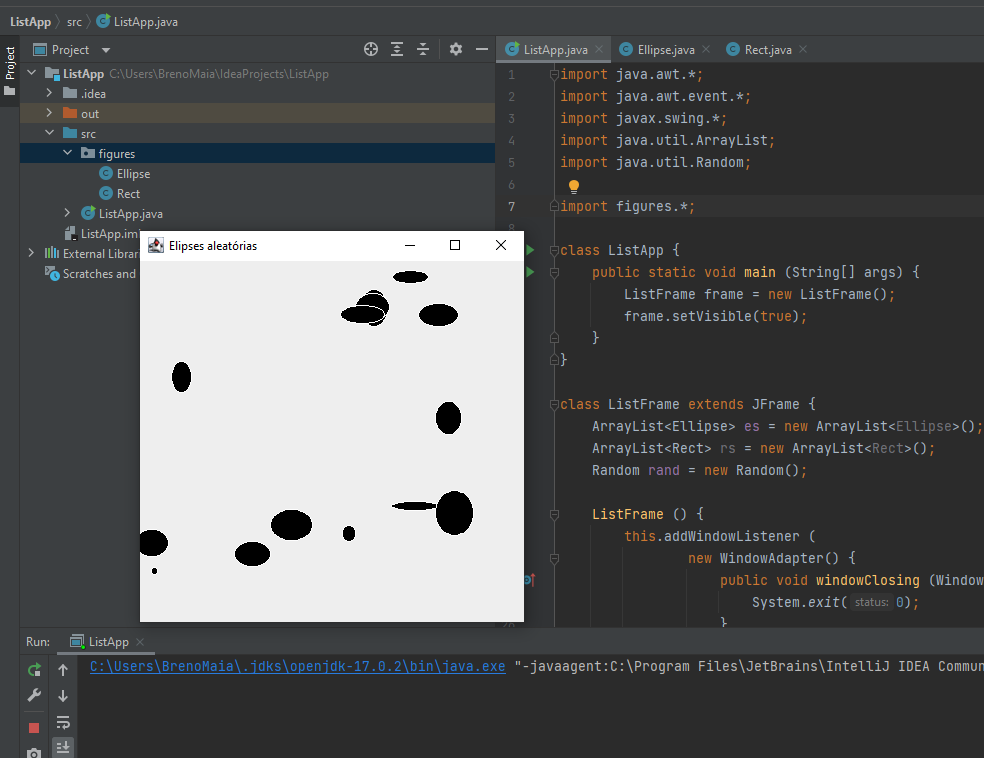 ListApp src ListApp.java
Project
Project
ListApp C:\Users\BrenoMaia\IdeaProjects\ListApp
.idea
out
src
figures
Ellipse
Rect
ListApp.java
ListApp.im
External Librar
Scratches and
ListApp.java Ellipse.java Rect.java
1 import java.awt.*;
2 import java.awt.event.*;
3 import javax.swing.*;
4 import java.util.ArrayList;
5 import java.util.Random;
6
7 import figures.*;
8
class ListApp {
public static void main (String[] args) {
ListFrame frame = new ListFrame();
frame.setVisible(true);
}
}
class ListFrame extends JFrame {
ArrayList<Ellipse> es = new ArrayList<Ellipse>();
ArrayList<Rect> rs = new ArrayList<Rect>();
Random rand = new Random();
ListFrame () {
this.addWindowListener (
new WindowAdapter() {
public void windowClosing (Window
System.exit( status: 0);
}
Elipses aleatórias
Run: ListApp
C:\Users\BrenoMaia\.jdks\openjdk-17.0.2\bin\java.exe "-javaagent:C:\Program Files\JetBrains\IntelliJ IDEA Commun